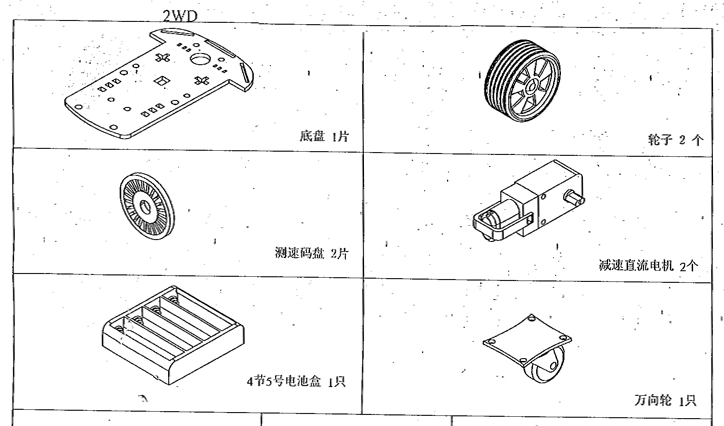 2WD
底盘 1片
轮子 2 个
测速码盘 2片
减速直流电机 2个
4节5号电池盒 1只
万向轮 1只